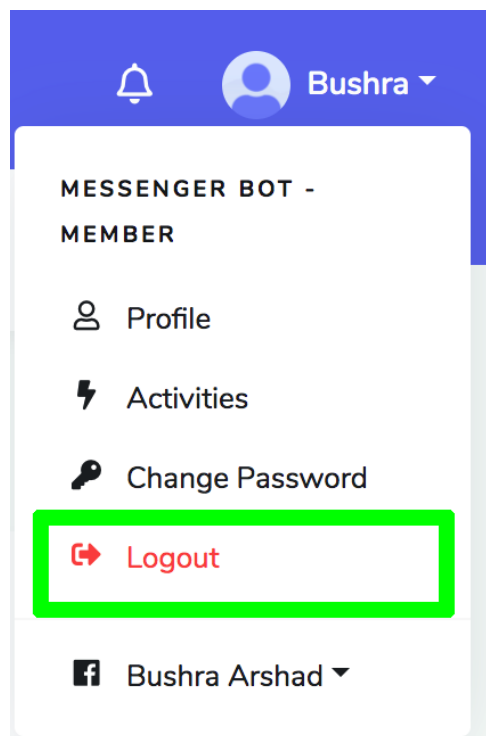 Bushra
MESSENGER BOT -
MEMBER
Profile
Activities
Change Password
Logout
Bushra Arshad